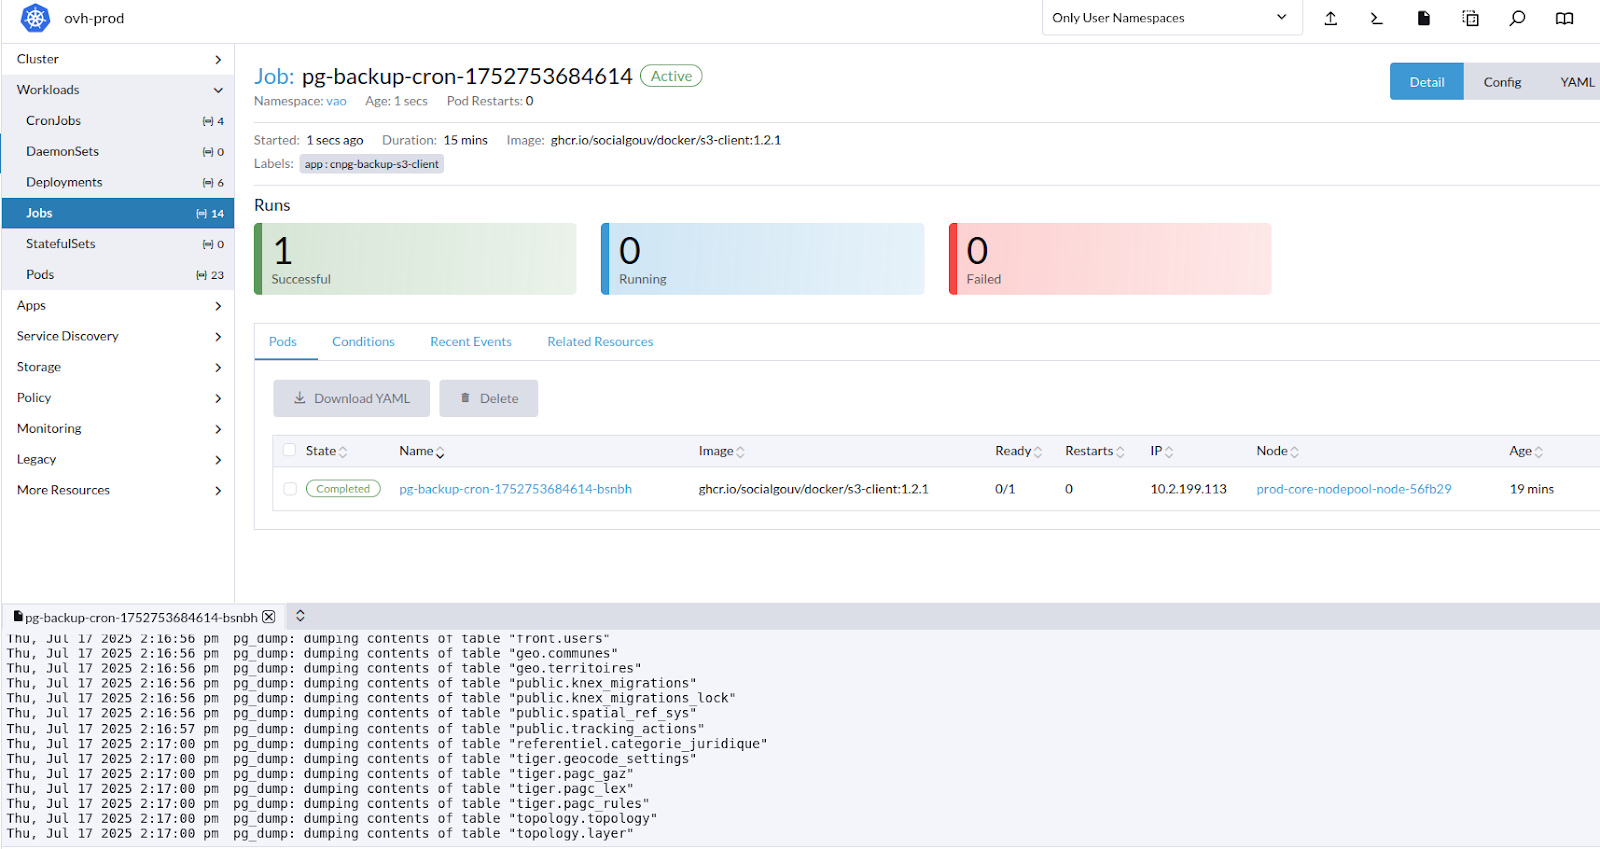 ovh-prod
Only User Namespaces
Cluster
Workloads
CronJobs 4
DaemonSets 0
Deployments 6
Jobs 14
StatefulSets 0
Pods 23
Apps
Service Discovery
Storage
Policy
Monitoring
Legacy
More Resources
Job: pg-backup-cron-1752753684614 Active
Namespace: vao Age: 1 secs Pod Restarts: 0
Detail Config YAML
Started: 1 secs ago Duration: 15 mins Image: ghcr.io/socialgouv/docker/s3-client:1.2.1
Labels: app : cnpg-backup-s3-client
Runs
1
Successful
0
Running
0
Failed
Pods Conditions Recent Events Related Resources
Download YAML Delete
State Name Image Ready Restarts IP Node Age
Completed pg-backup-cron-1752753684614-bsnbh ghcr.io/socialgouv/docker/s3-client:1.2.1 0/1 0 10.2.199.113 prod-core-nodepool-node-56fb29 19 mins
pg-backup-cron-1752753684614-bsnbh
Thu, Jul 17 2025 2:16:56 pm pg_dump: dumping contents of table "front.users"
Thu, Jul 17 2025 2:16:56 pm pg_dump: dumping contents of table "geo.communes"
Thu, Jul 17 2025 2:16:56 pm pg_dump: dumping contents of table "geo.territoires"
Thu, Jul 17 2025 2:16:56 pm pg_dump: dumping contents of table "public.knex_migrations"
Thu, Jul 17 2025 2:16:56 pm pg_dump: dumping contents of table "public.knex_migrations_lock"
Thu, Jul 17 2025 2:16:56 pm pg_dump: dumping contents of table "public.spatial_ref_sys"
Thu, Jul 17 2025 2:16:57 pm pg_dump: dumping contents of table "public.tracking_actions"
Thu, Jul 17 2025 2:17:00 pm pg_dump: dumping contents of table "referentiel.categorie_juridique"
Thu, Jul 17 2025 2:17:00 pm pg_dump: dumping contents of table "tiger.geocode_settings"
Thu, Jul 17 2025 2:17:00 pm pg_dump: dumping contents of table "tiger.pagc_gaz"
Thu, Jul 17 2025 2:17:00 pm pg_dump: dumping contents of table "tiger.pagc_lex"
Thu, Jul 17 2025 2:17:00 pm pg_dump: dumping contents of table "tiger.pagc_rules"
Thu, Jul 17 2025 2:17:00 pm pg_dump: dumping contents of table "topology.topology"
Thu, Jul 17 2025 2:17:00 pm pg_dump: dumping contents of table "topology.layer"